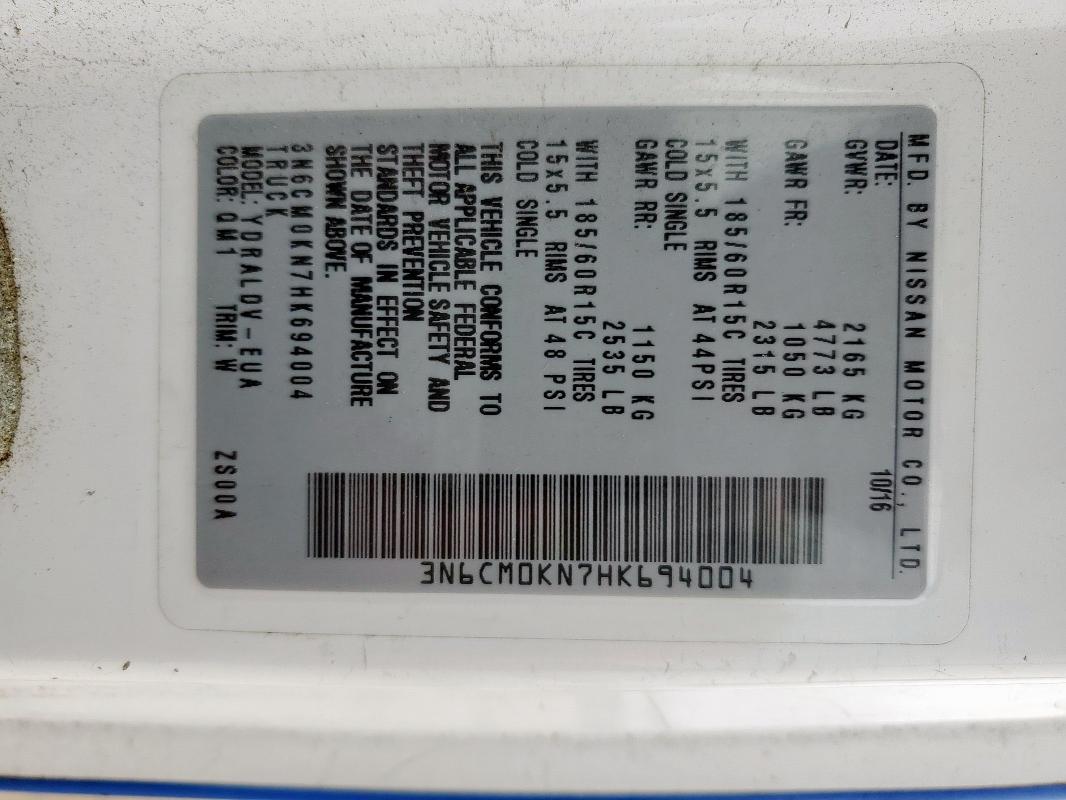 MFD. BY NISSAN MOTOR CO., LTD.
DATE: 10/16
GVWR: 2165 KG
4773 LB
GAWR FR: 1050 KG
2315 LB
WITH 185/60R15C TIRES
15x5.5 RIMS AT 44PSI
COLD SINGLE
GAWR RR: 1150 KG
2535 LB
WITH 185/60R15C TIRES
15x5.5 RIMS AT 48 PSI
COLD SINGLE
THIS VEHICLE CONFORMS TO
ALL APPLICABLE FEDERAL
MOTOR VEHICLE SAFETY AND
THEFT PREVENTION
STANDARDS IN EFFECT ON
THE DATE OF MANUFACTURE
SHOWN ABOVE.
3N6CM0KN7HK694004
TRUCK
MODEL: YDRALDV-EUA
COLOR: QM1 TRIM: W ZS00A
3N6CM0KN7HK694004